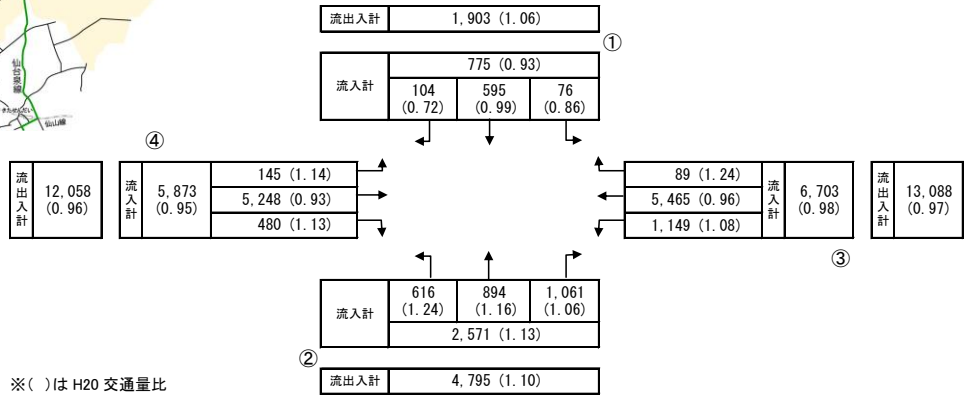 流出入計 1,903 (1.06)
①
流入計 775 (0.93)
104 595 76
(0.72) (0.99) (0.86)
仙山線
④
流出入計 12,058 (0.96)
流入計 5,873 (0.95)
145 (1.14)
5,248 (0.93)
480 (1.13)
89 (1.24)
5,465 (0.96)
1,149 (1.08)
流入計 6,703 (0.98)
流出入計 13,088 (0.97)
③
流入計
616 894 1,061
(1.24) (1.16) (1.06)
2,571 (1.13)
②
流出入計 4,795 (1.10)
※( )は H20 交通量比